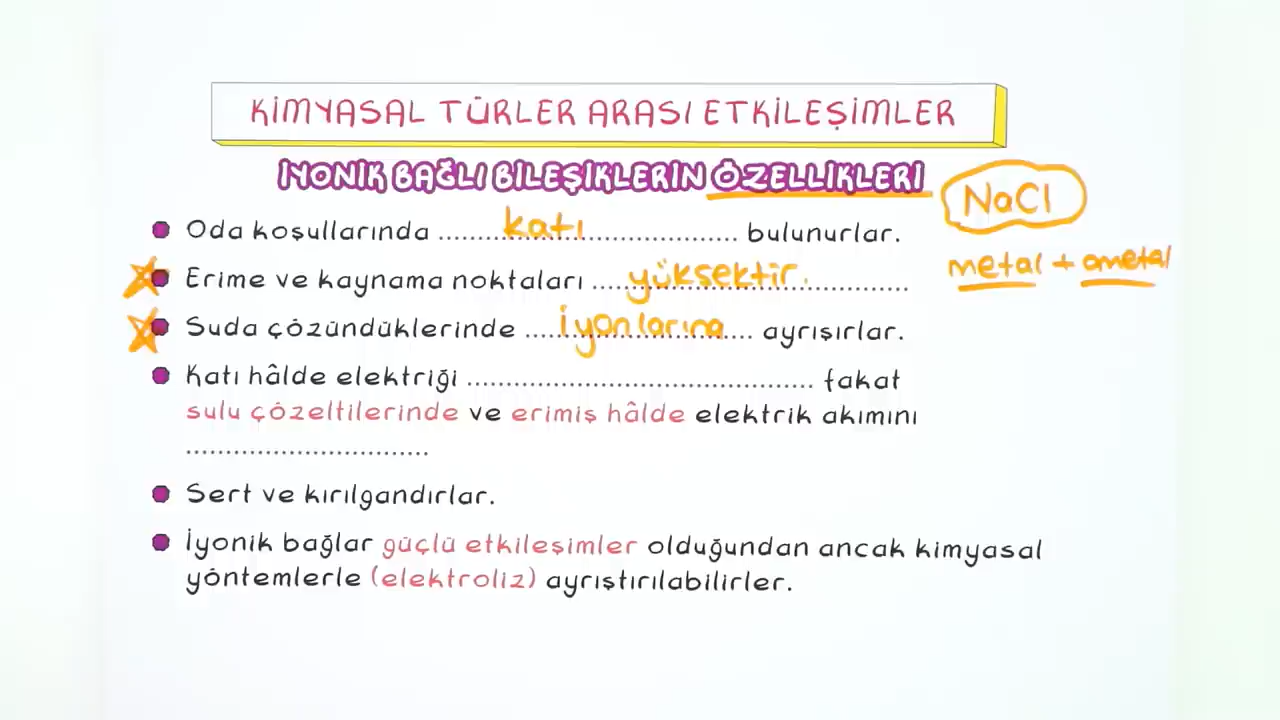 KİMYASAL TÜRLER ARASI ETKİLEŞİMLER
İYONİK BAĞLI BİLEŞİKLERİN ÖZELLİKLERİ
NaCl
metal + ametal
Oda koşullarında ..........katı.................... bulunurlar.
Erime ve kaynama noktaları .....yüksektir.............
Suda çözündüklerinde .....iyonlarına.... ayrışırlar.
Katı hâlde elektriği ........................................... fakat
sulu çözeltilerinde ve erimiş hâlde elektrik akımını
..............................
Sert ve kırılgandırlar.
İyonik bağlar güçlü etkileşimler olduğundan ancak kimyasal
yöntemlerle (elektroliz) ayrıştırılabilirler.